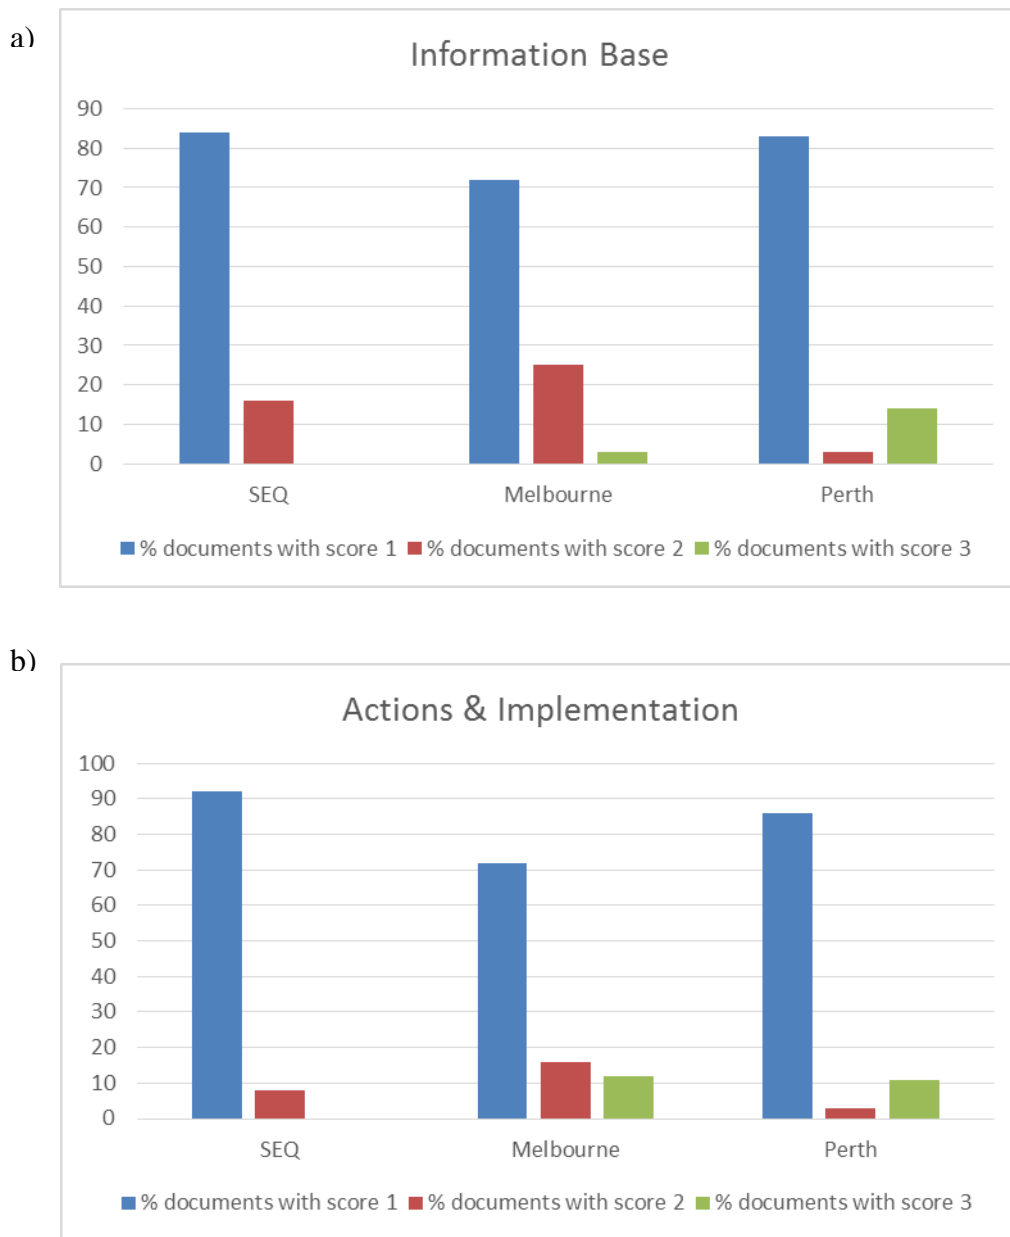 a)
Information Base
90
80
70
60
50
40
30
20
10
0
SEQ Melbourne Perth
% documents with score 1 % documents with score 2 % documents with score 3
b)
Actions & Implementation
100
90
80
70
60
50
40
30
20
10
0
SEQ Melbourne Perth
% documents with score 1 % documents with score 2 % documents with score 3